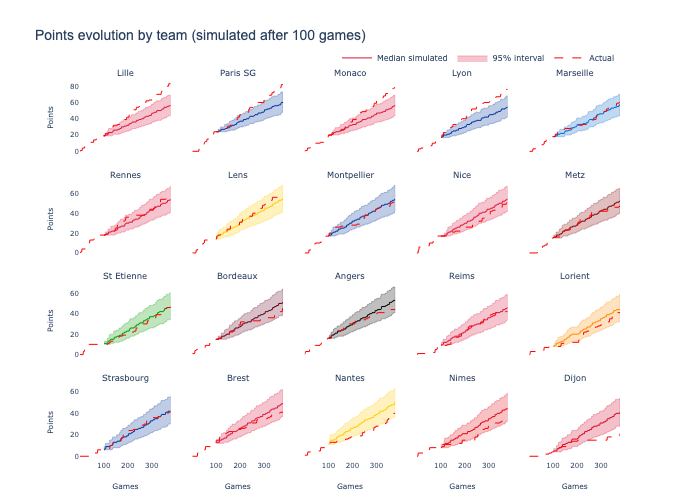 Points evolution by team (simulated after 100 games)
Median simulated 95% interval Actual
Lille Paris SG Monaco Lyon Marseille
80
60
40
20
0
Points
Rennes Lens Montpellier Nice Metz
60
40
20
0
Points
St Etienne Bordeaux Angers Reims Lorient
60
40
20
0
Points
Strasbourg Brest Nantes Nimes Dijon
60
40
20
0
Points
100 200 300 100 200 300 100 200 300 100 200 300 100 200 300
Games Games Games Games Games